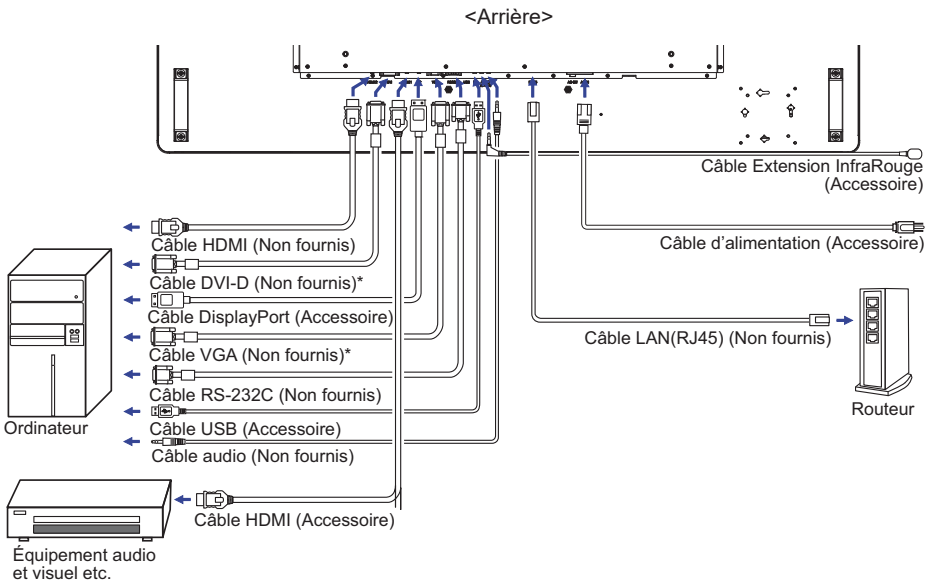 <Arrière>
Câble Extension InfraRouge
(Accessoire)
Câble HDMI (Non fournis)
Câble d'alimentation (Accessoire)
Câble DVI-D (Non fournis)*
Câble DisplayPort (Accessoire)
Câble LAN(RJ45) (Non fournis)
Câble VGA (Non fournis)*
Câble RS-232C (Non fournis)
Routeur
Ordinateur
Câble USB (Accessoire)
Câble audio (Non fournis)
Câble HDMI (Accessoire)
Équipement audio
et visuel etc.